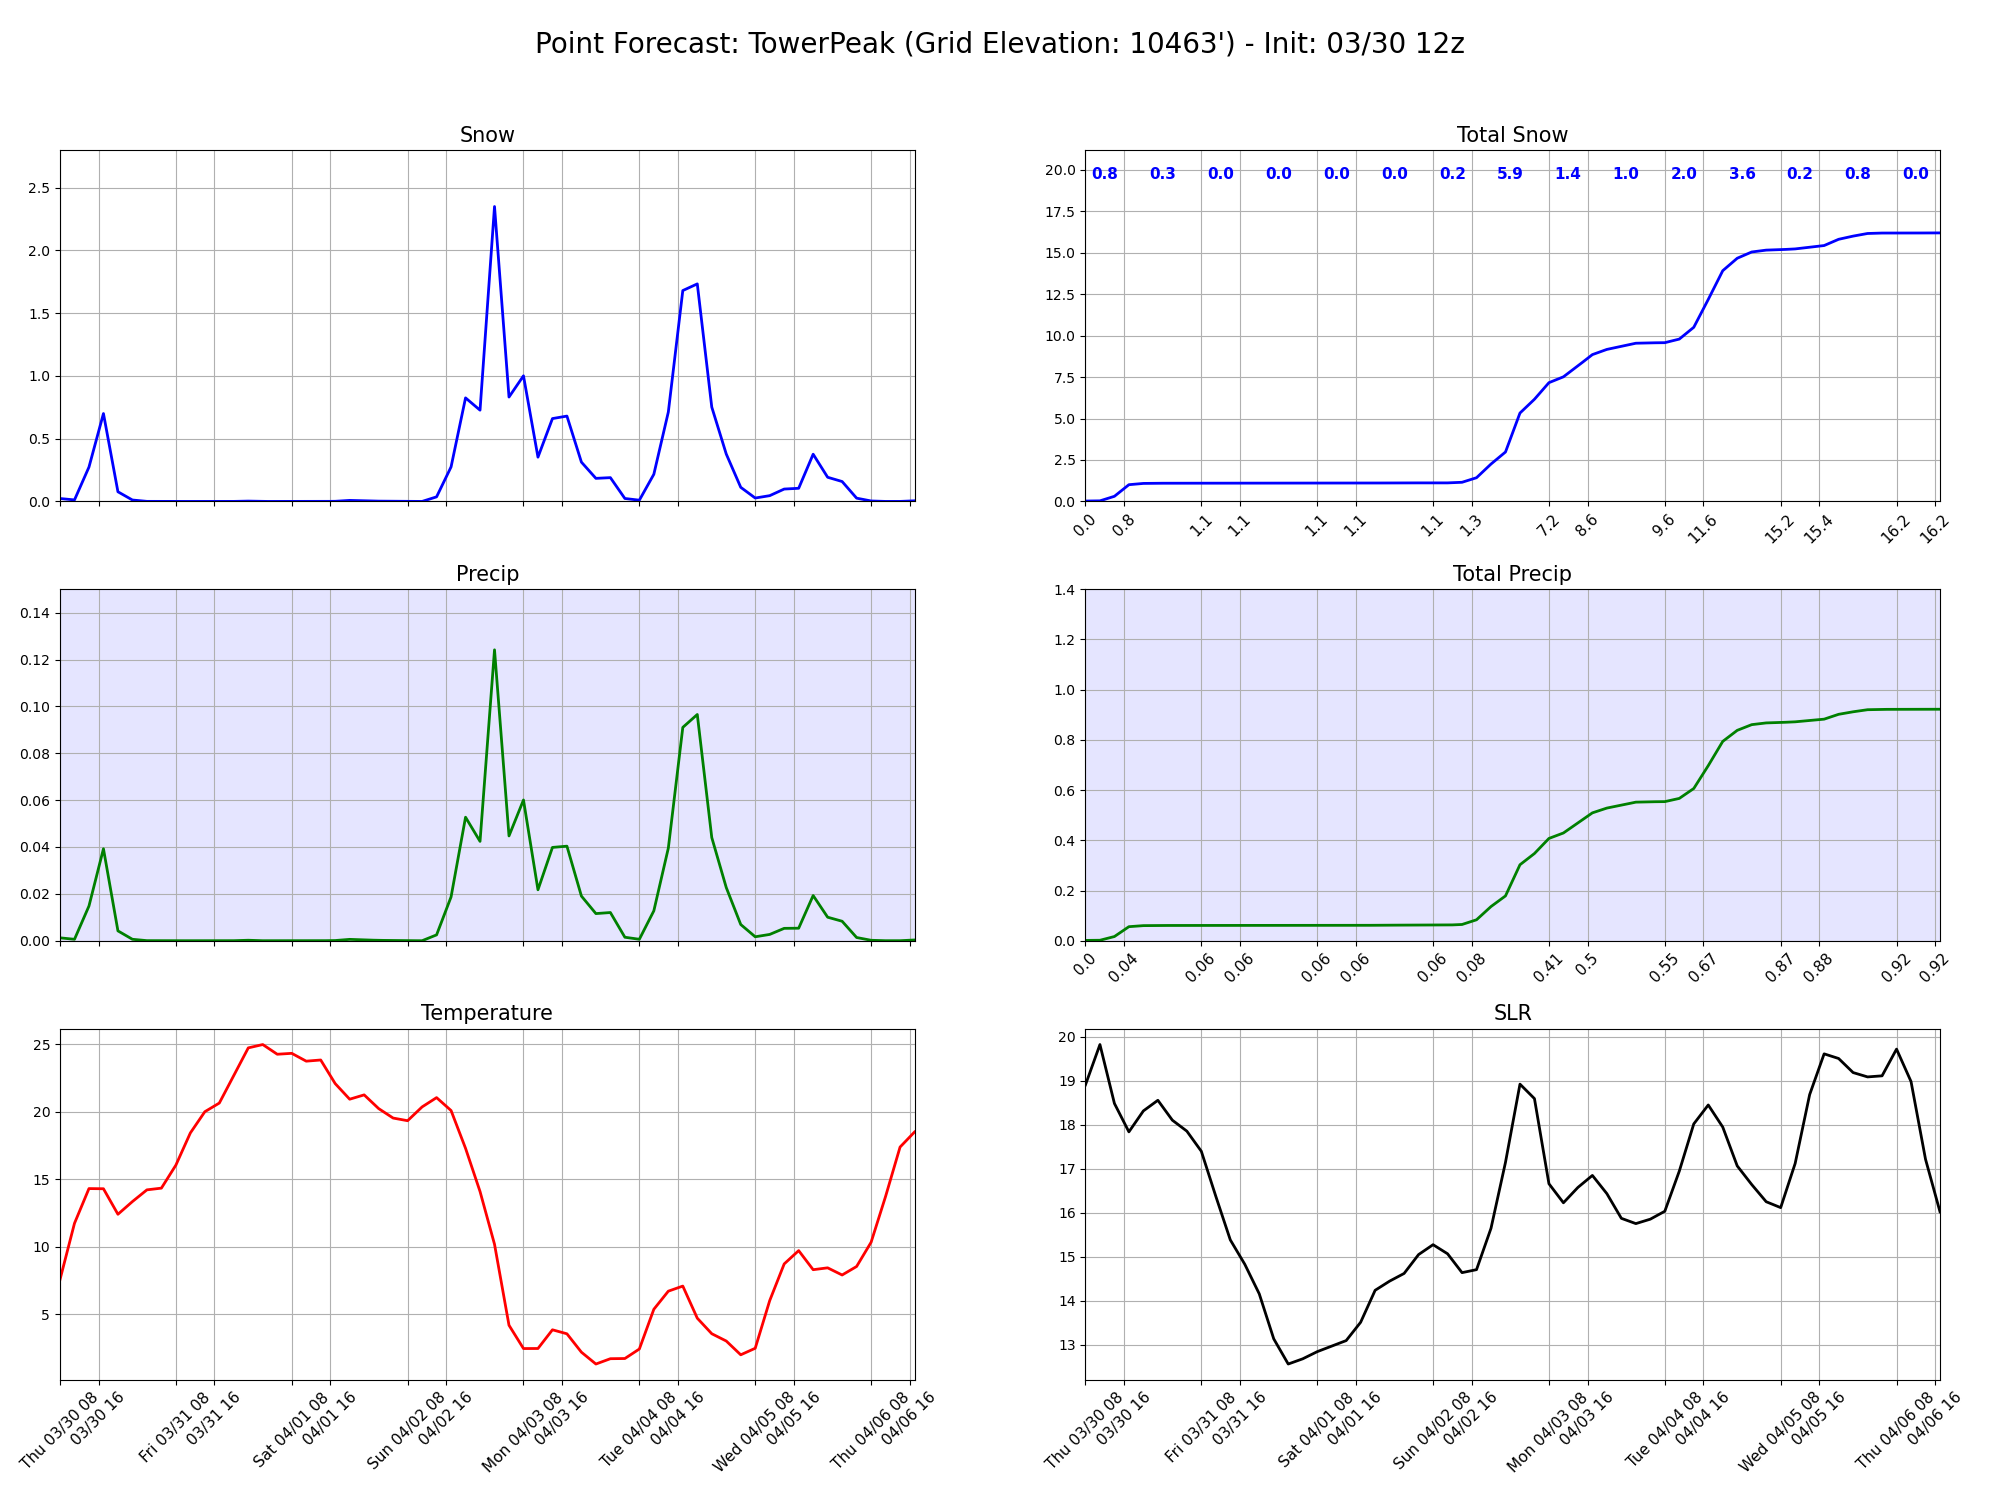 Point Forecast: TowerPeak (Grid Elevation: 10463') - Init: 03/30 12z
Snow
2.5
2.0
1.5
1.0
0.5
0.0
Total Snow
20.0
17.5
15.0
12.5
10.0
7.5
5.0
2.5
0.0
0.8 0.3 0.0 0.0 0.0 0.0 0.2 5.9 1.4 1.0 2.0 3.6 0.2 0.8 0.0
0.0 0.8 1.1 1.1 1.1 1.1 1.1 1.3 7.2 8.6 9.6 11.6 15.2 15.4 16.2 16.2
Precip
0.14
0.12
0.10
0.08
0.06
0.04
0.02
0.00
Total Precip
1.4
1.2
1.0
0.8
0.6
0.4
0.2
0.0
0.0 0.04 0.06 0.06 0.06 0.06 0.06 0.08 0.41 0.5 0.55 0.67 0.87 0.88 0.92 0.92
Temperature
25
20
15
10
5
Thu 03/30 08
03/30 16
Fri 03/31 08
03/31 16
Sat 04/01 08
04/01 16
Sun 04/02 08
04/02 16
Mon 04/03 08
04/03 16
Tue 04/04 08
04/04 16
Wed 04/05 08
04/05 16
Thu 04/06 08
04/06 16
SLR
20
19
18
17
16
15
14
13
Thu 03/30 08
03/30 16
Fri 03/31 08
03/31 16
Sat 04/01 08
04/01 16
Sun 04/02 08
04/02 16
Mon 04/03 08
04/03 16
Tue 04/04 08
04/04 16
Wed 04/05 08
04/05 16
Thu 04/06 08
04/06 16